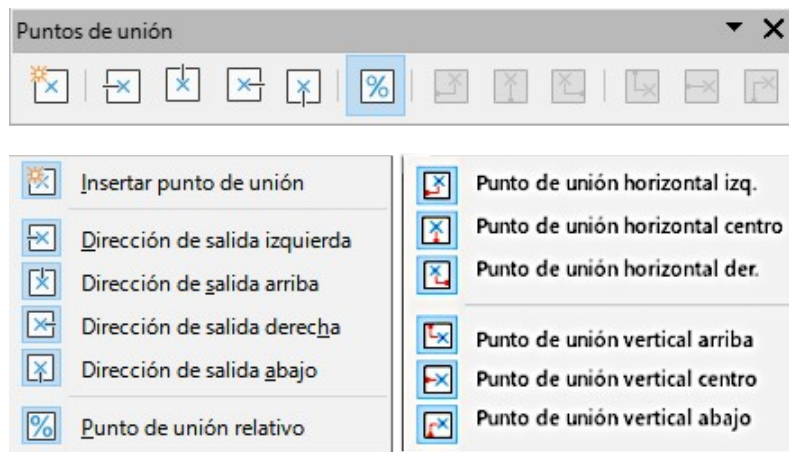 Puntos de unión
Insertar punto de unión
Dirección de salida izquierda
Dirección de salida arriba
Dirección de salida derecha
Dirección de salida abajo
Punto de unión relativo
Punto de unión horizontal izq.
Punto de unión horizontal centro
Punto de unión horizontal der.
Punto de unión vertical arriba
Punto de unión vertical centro
Punto de unión vertical abajo